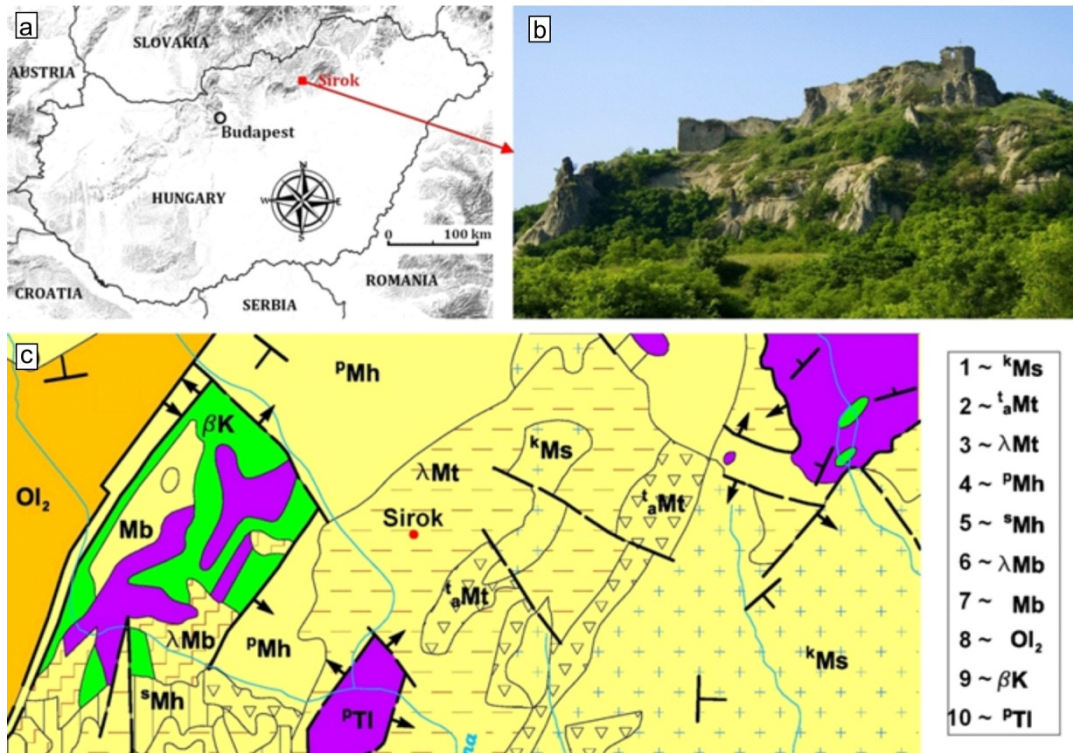 a
SLOVAKIA
AUSTRIA
Sirok
Budapest
HUNGARY
N
W E
S
0 100 km
CROATIA
SERBIA
ROMANIA
b
c
ᵖMh
βK
ᵏMs
λMt
Ol₂
ᵗₐMt
Mb
Sirok
ᵗₐMt
λMb
ᵖMh
ᵏMs
ˢMh
ᵖTl
na
1 ~ ᵏMs
2 ~ ᵗₐMt
3 ~ λMt
4 ~ ᵖMh
5 ~ ˢMh
6 ~ λMb
7 ~ Mb
8 ~ Ol₂
9 ~ βK
10 ~ ᵖTl